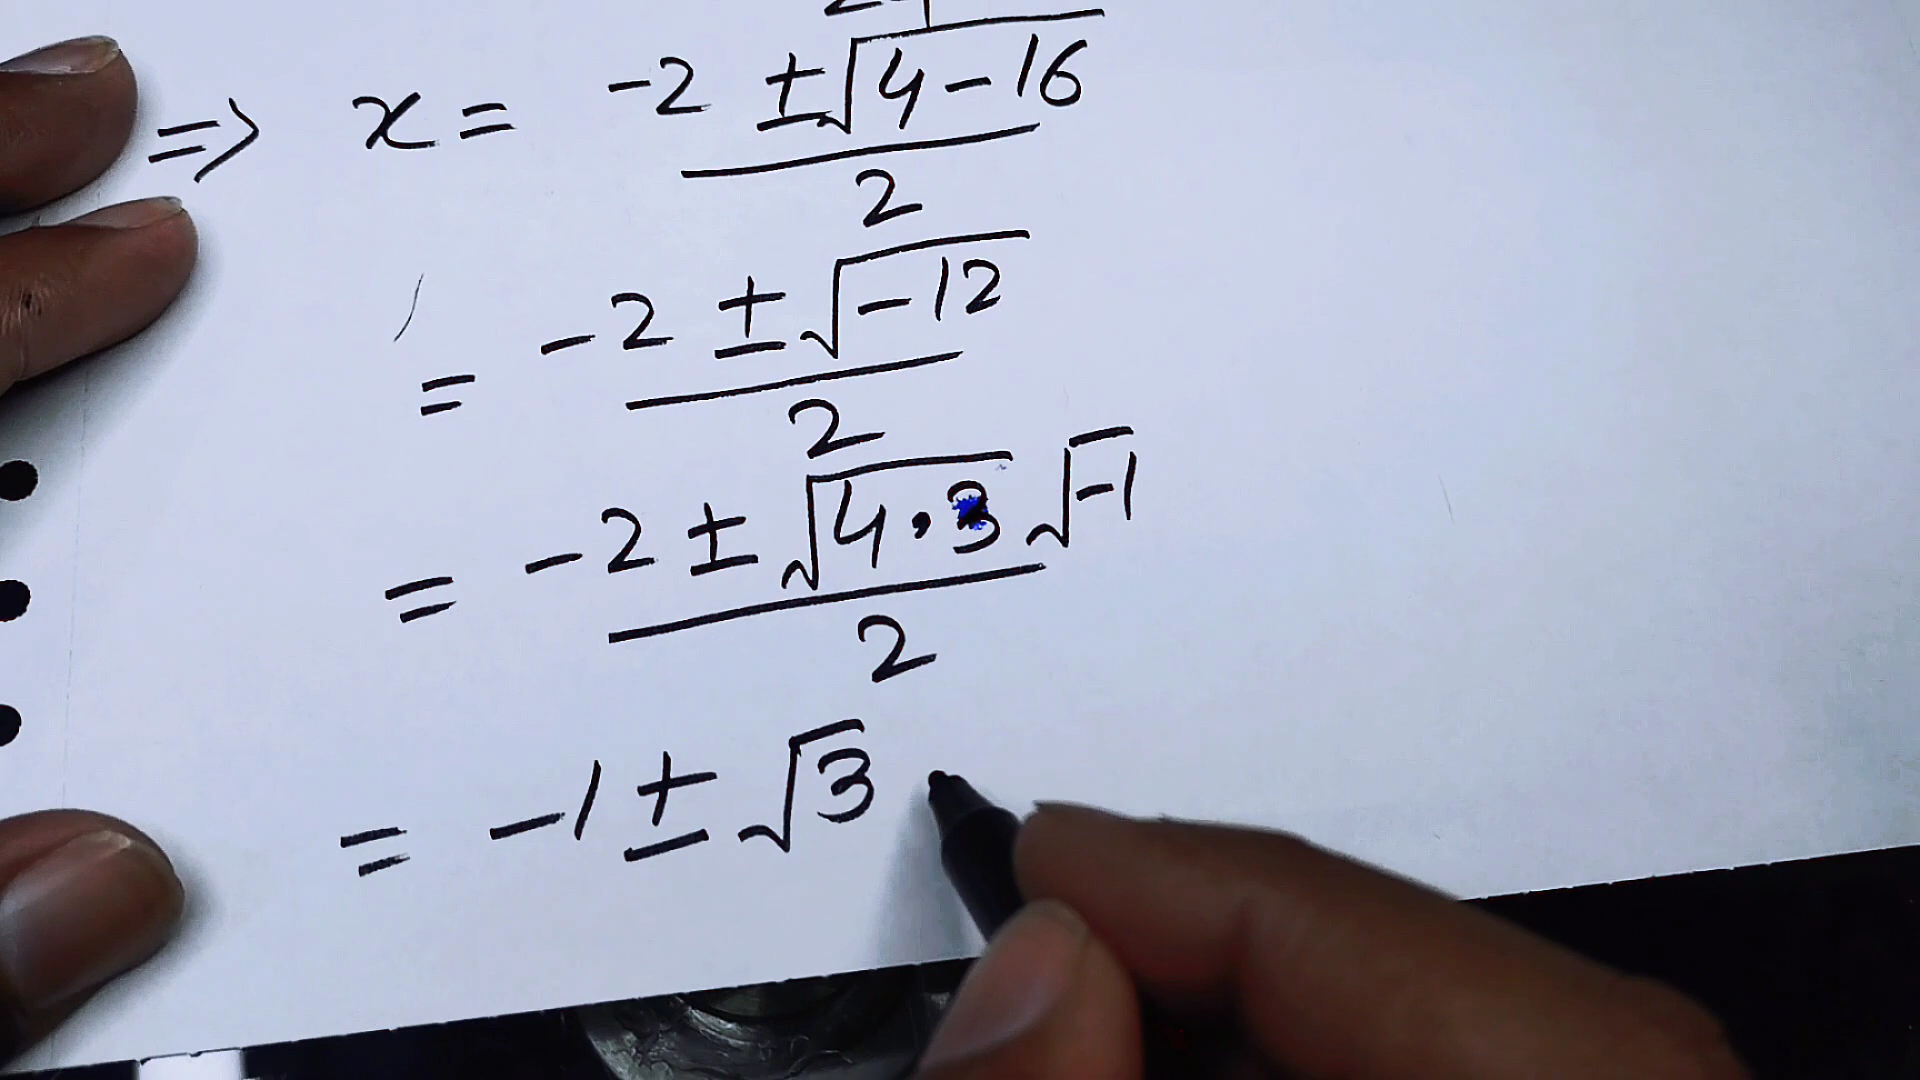 ⇒ x = -2 ± √(4 - 16) / 2
= -2 ± √(-12) / 2
= -2 ± √(4 · 3) √(-1) / 2
= -1 ± √3